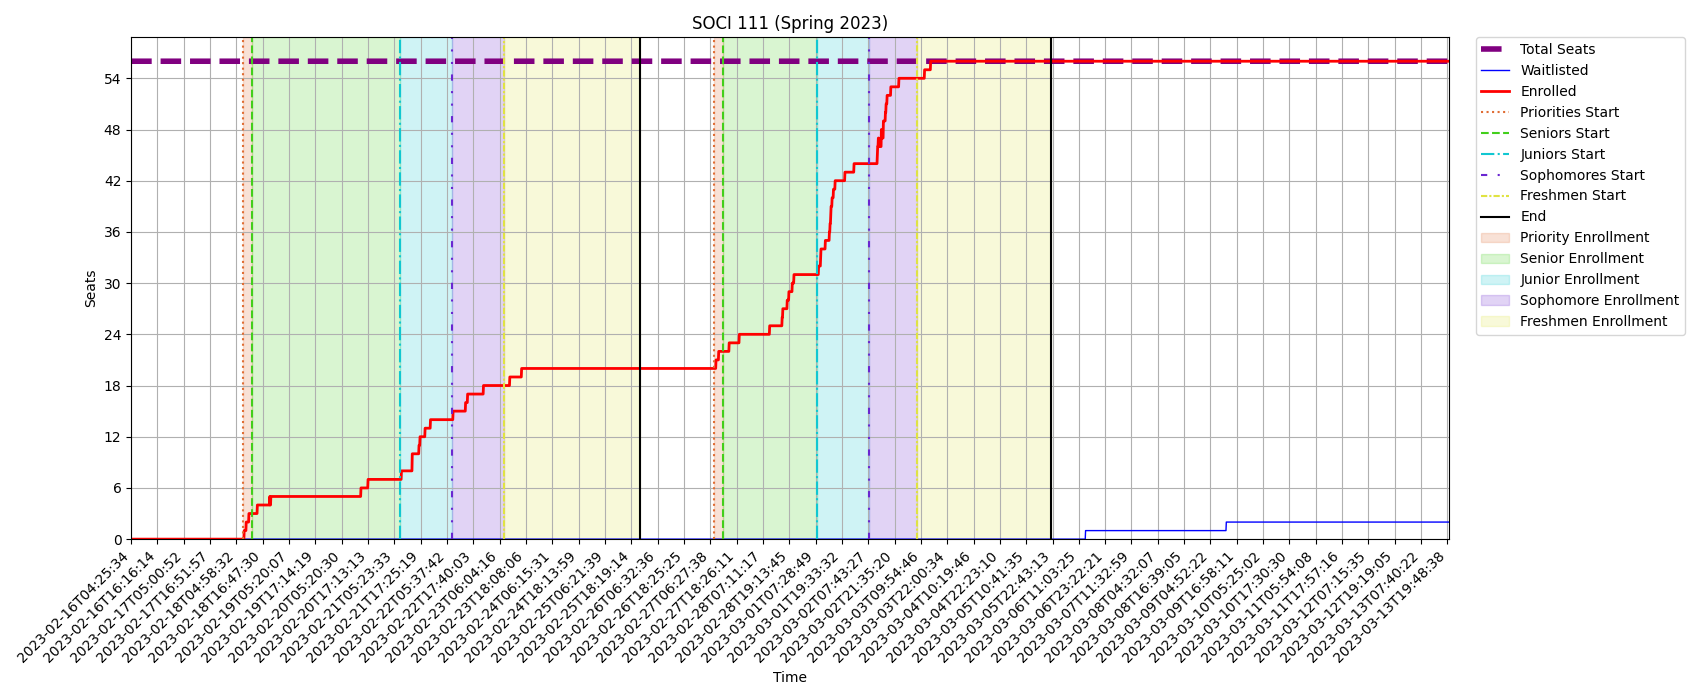 SOCI 111 (Spring 2023)
Seats
54
48
42
36
30
24
18
12
6
0
2023-02-16T04:25:34
2023-02-16T16:16:14
2023-02-17T05:00:52
2023-02-17T16:51:57
2023-02-18T04:58:32
2023-02-18T16:47:30
2023-02-19T05:20:07
2023-02-19T17:14:19
2023-02-20T05:20:30
2023-02-20T17:13:13
2023-02-21T05:23:33
2023-02-21T17:25:19
2023-02-22T05:37:42
2023-02-22T17:40:03
2023-02-23T06:04:16
2023-02-23T18:08:06
2023-02-24T06:15:31
2023-02-24T18:13:59
2023-02-25T06:21:39
2023-02-25T18:19:14
2023-02-26T06:32:36
2023-02-26T18:25:25
2023-02-27T06:27:38
2023-02-27T18:26:11
2023-02-28T07:11:17
2023-02-28T19:13:45
2023-03-01T07:28:49
2023-03-01T19:33:32
2023-03-02T07:43:27
2023-03-02T21:35:20
2023-03-03T09:54:46
2023-03-03T22:00:34
2023-03-04T10:19:46
2023-03-04T22:23:10
2023-03-05T10:41:35
2023-03-05T22:43:13
2023-03-06T11:03:25
2023-03-06T23:22:21
2023-03-07T11:32:59
2023-03-08T04:32:07
2023-03-08T16:39:05
2023-03-09T04:52:22
2023-03-09T16:58:11
2023-03-10T05:25:02
2023-03-10T17:30:30
2023-03-11T05:54:08
2023-03-11T17:57:16
2023-03-12T07:15:35
2023-03-12T19:19:05
2023-03-13T07:40:22
2023-03-13T19:48:38
Time
Total Seats
Waitlisted
Enrolled
Priorities Start
Seniors Start
Juniors Start
Sophomores Start
Freshmen Start
End
Priority Enrollment
Senior Enrollment
Junior Enrollment
Sophomore Enrollment
Freshmen Enrollment